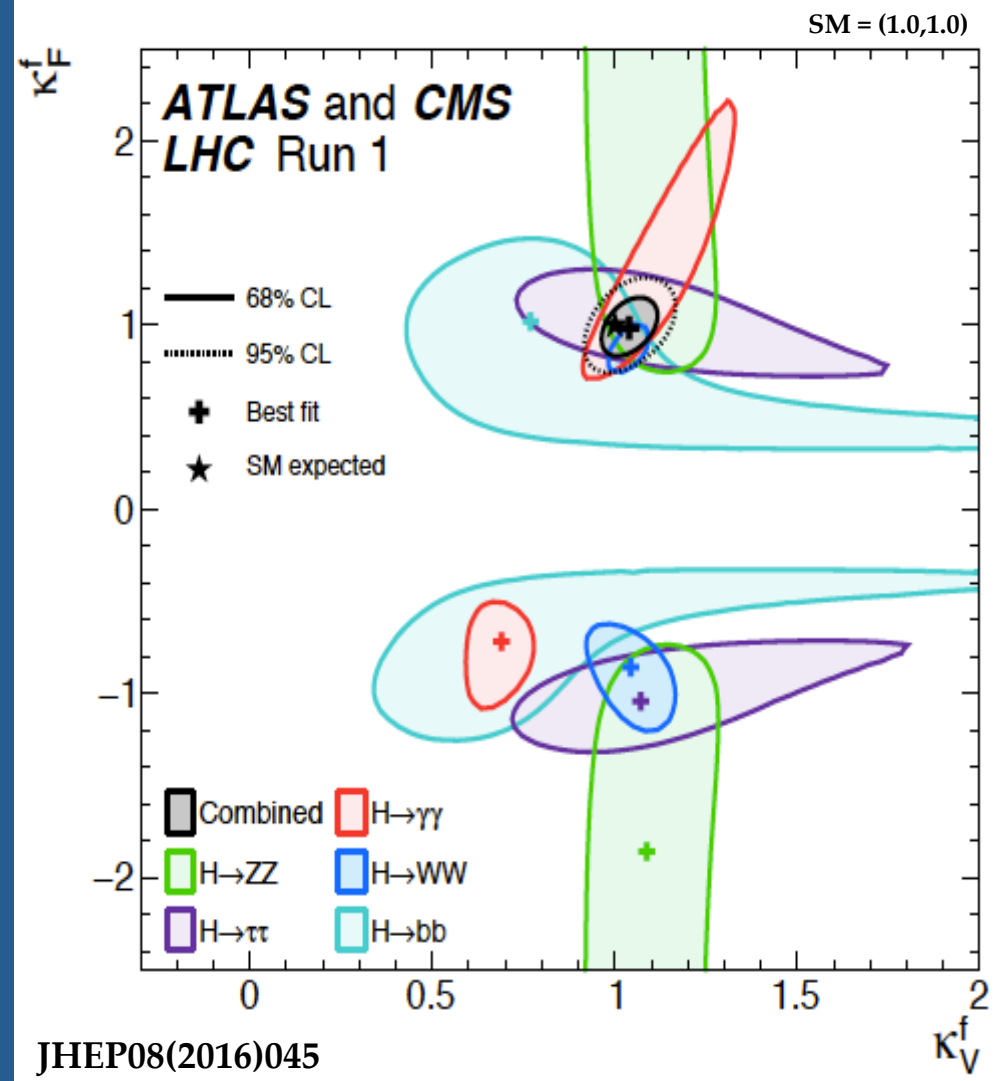 SM = (1.0,1.0)
κ_F^f
ATLAS and CMS
LHC Run 1
2
1
0
−1
−2
68% CL
95% CL
Best fit
SM expected
Combined
H→γγ
H→ZZ
H→WW
H→ττ
H→bb
0 0.5 1 1.5 2
κ_V^f
JHEP08(2016)045